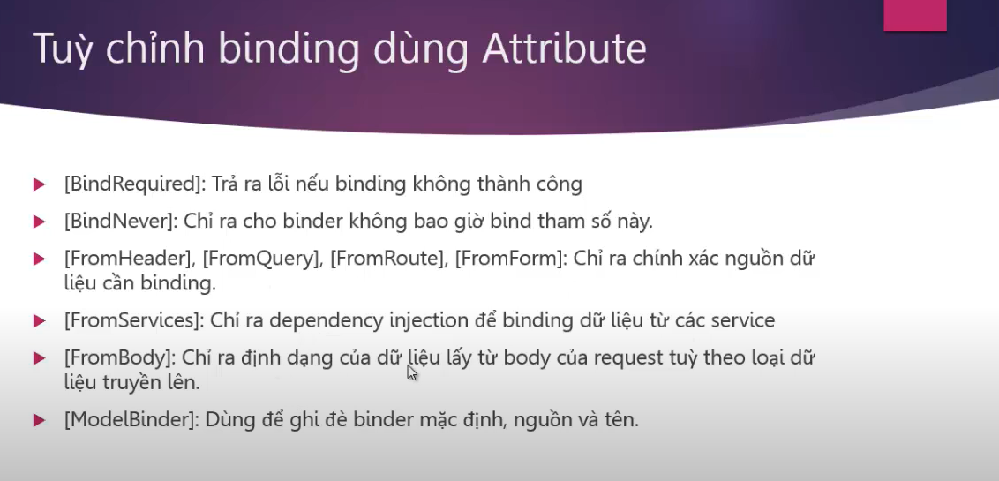 Tuỳ chỉnh binding dùng Attribute
[BindRequired]: Trả ra lỗi nếu binding không thành công
[BindNever]: Chỉ ra cho binder không bao giờ bind tham số này.
[FromHeader], [FromQuery], [FromRoute], [FromForm]: Chỉ ra chính xác nguồn dữ
liệu cần binding.
[FromServices]: Chỉ ra dependency injection để binding dữ liệu từ các service
[FromBody]: Chỉ ra định dạng của dữ liệu lấy từ body của request tuỳ theo loại dữ
liệu truyền lên.
[ModelBinder]: Dùng để ghi đè binder mặc định, nguồn và tên.